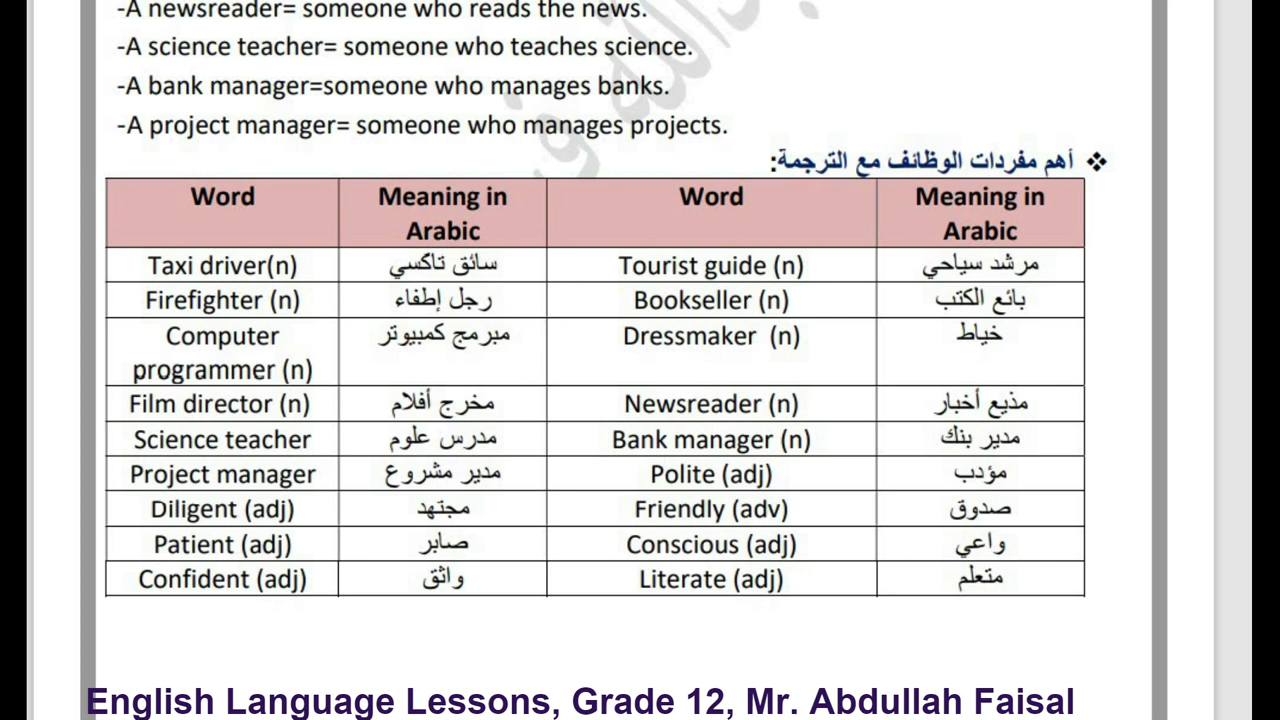 -A newsreader= someone who reads the news.
-A science teacher= someone who teaches science.
-A bank manager=someone who manages banks.
-A project manager= someone who manages projects.
❖ أهم مفردات الوظائف مع الترجمة:
Word Meaning in Arabic Word Meaning in Arabic
Taxi driver(n) سائق تاكسي Tourist guide (n) مرشد سياحي
Firefighter (n) رجل إطفاء Bookseller (n) بائع الكتب
Computer programmer (n) مبرمج كمبيوتر Dressmaker (n) خياط
Film director (n) مخرج أفلام Newsreader (n) مذيع أخبار
Science teacher مدرس علوم Bank manager (n) مدير بنك
Project manager مدير مشروع Polite (adj) مؤدب
Diligent (adj) مجتهد Friendly (adv) صدوق
Patient (adj) صابر Conscious (adj) واعي
Confident (adj) واثق Literate (adj) متعلم
English Language Lessons, Grade 12, Mr. Abdullah Faisal